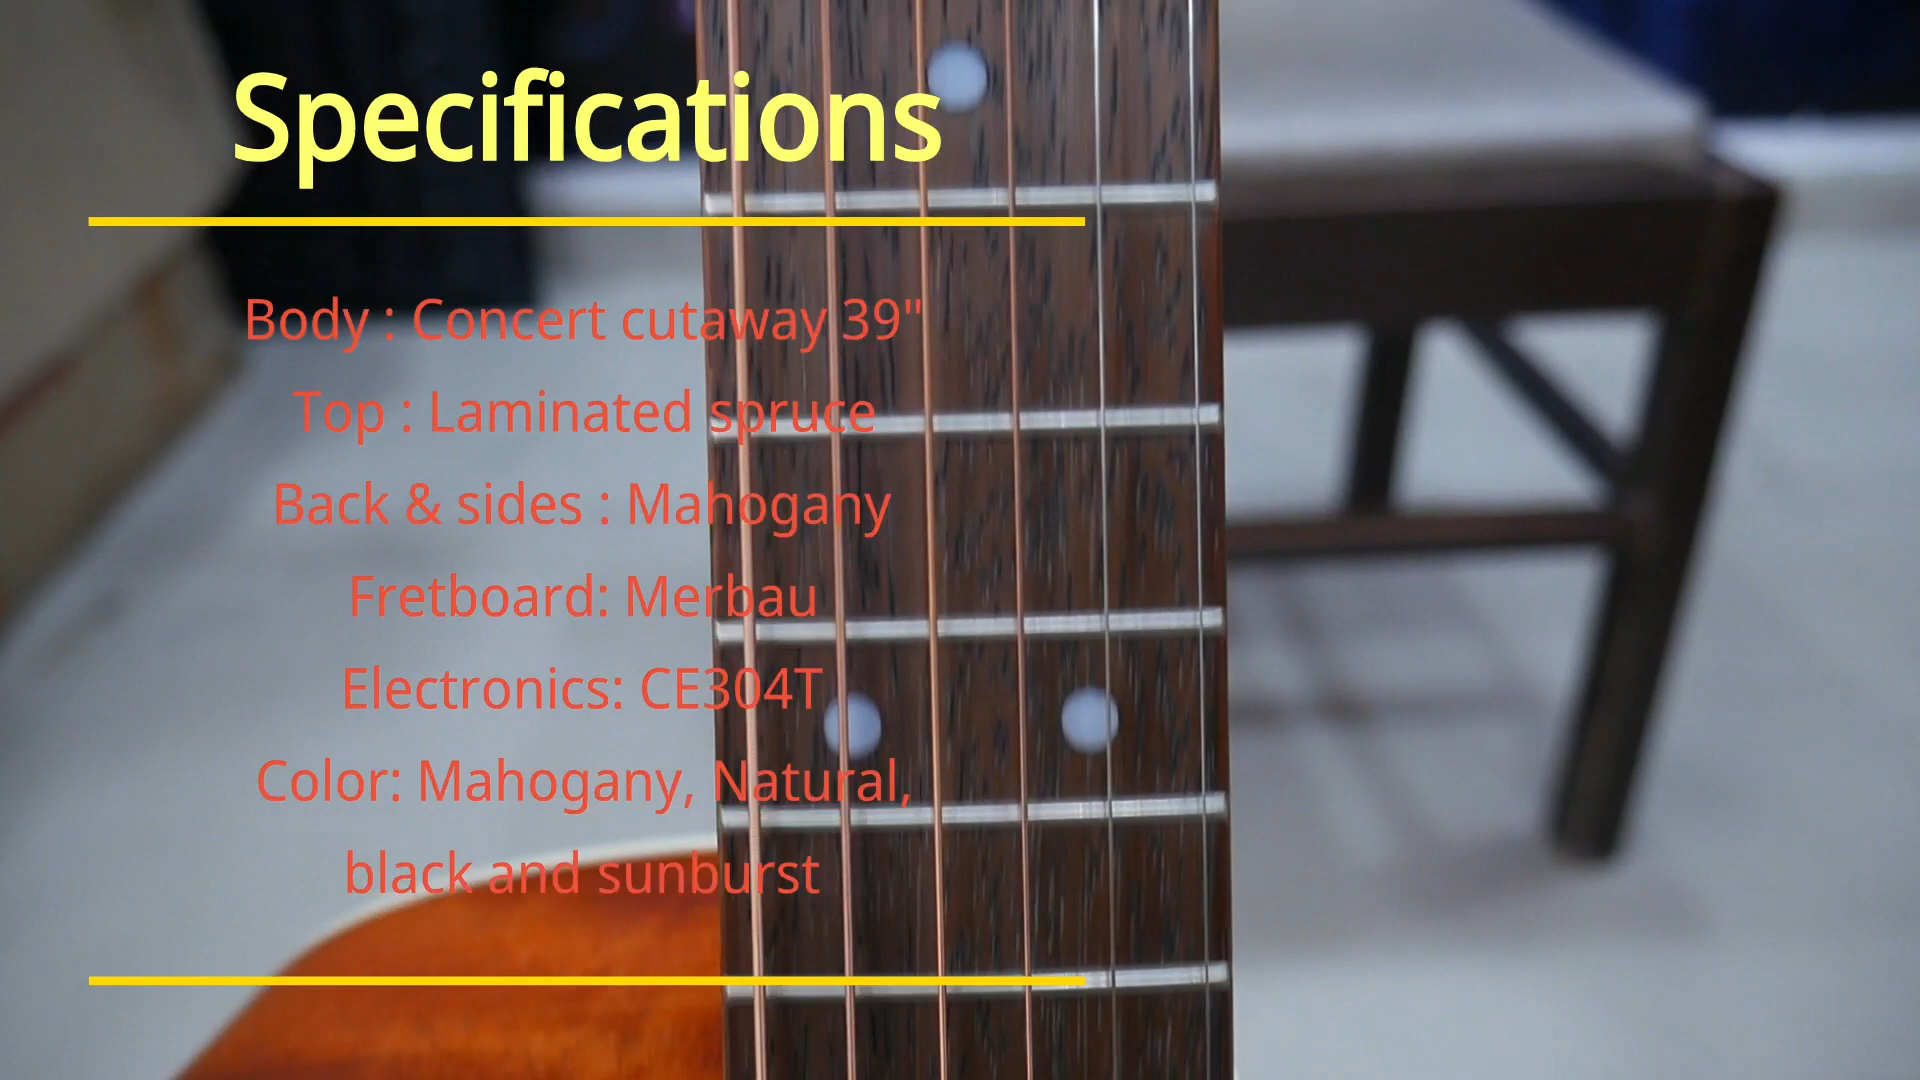 Specifications
Body : Concert cutaway 39"
Top : Laminated spruce
Back & sides : Mahogany
Fretboard: Merbau
Electronics: CE304T
Color: Mahogany, Natural,
black and sunburst